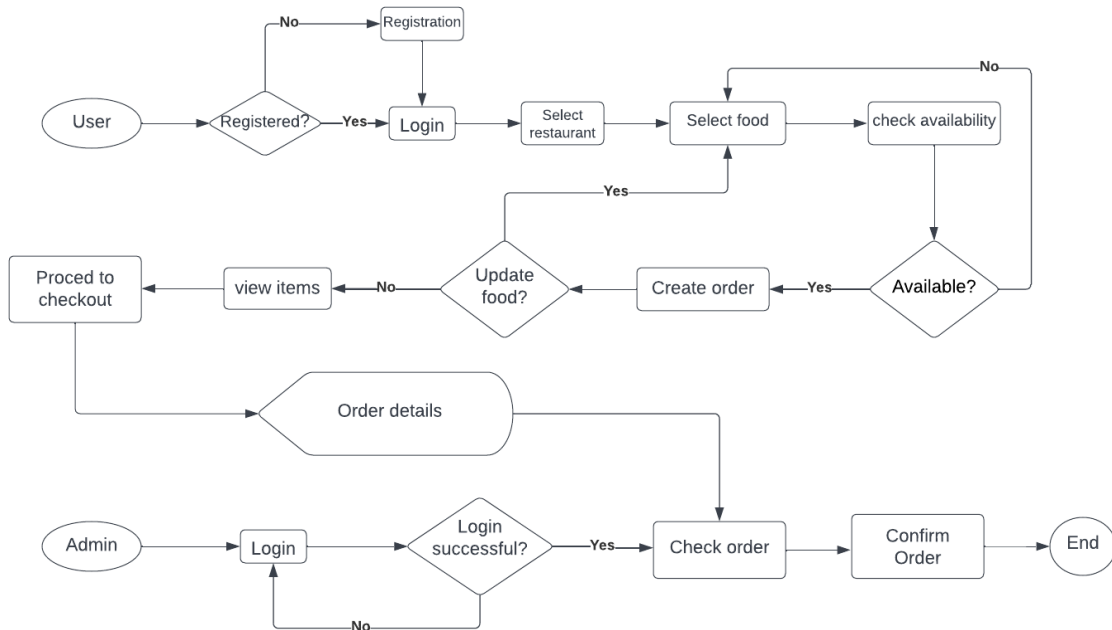 No
Registration
No
User
Registered?
Yes
Login
Select
restaurant
Select food
check availability
Yes
Proced to
checkout
view items
No
Update
food?
Create order
Yes
Available?
Order details
Admin
Login
Login
successful?
Yes
Check order
Confirm
Order
End
No